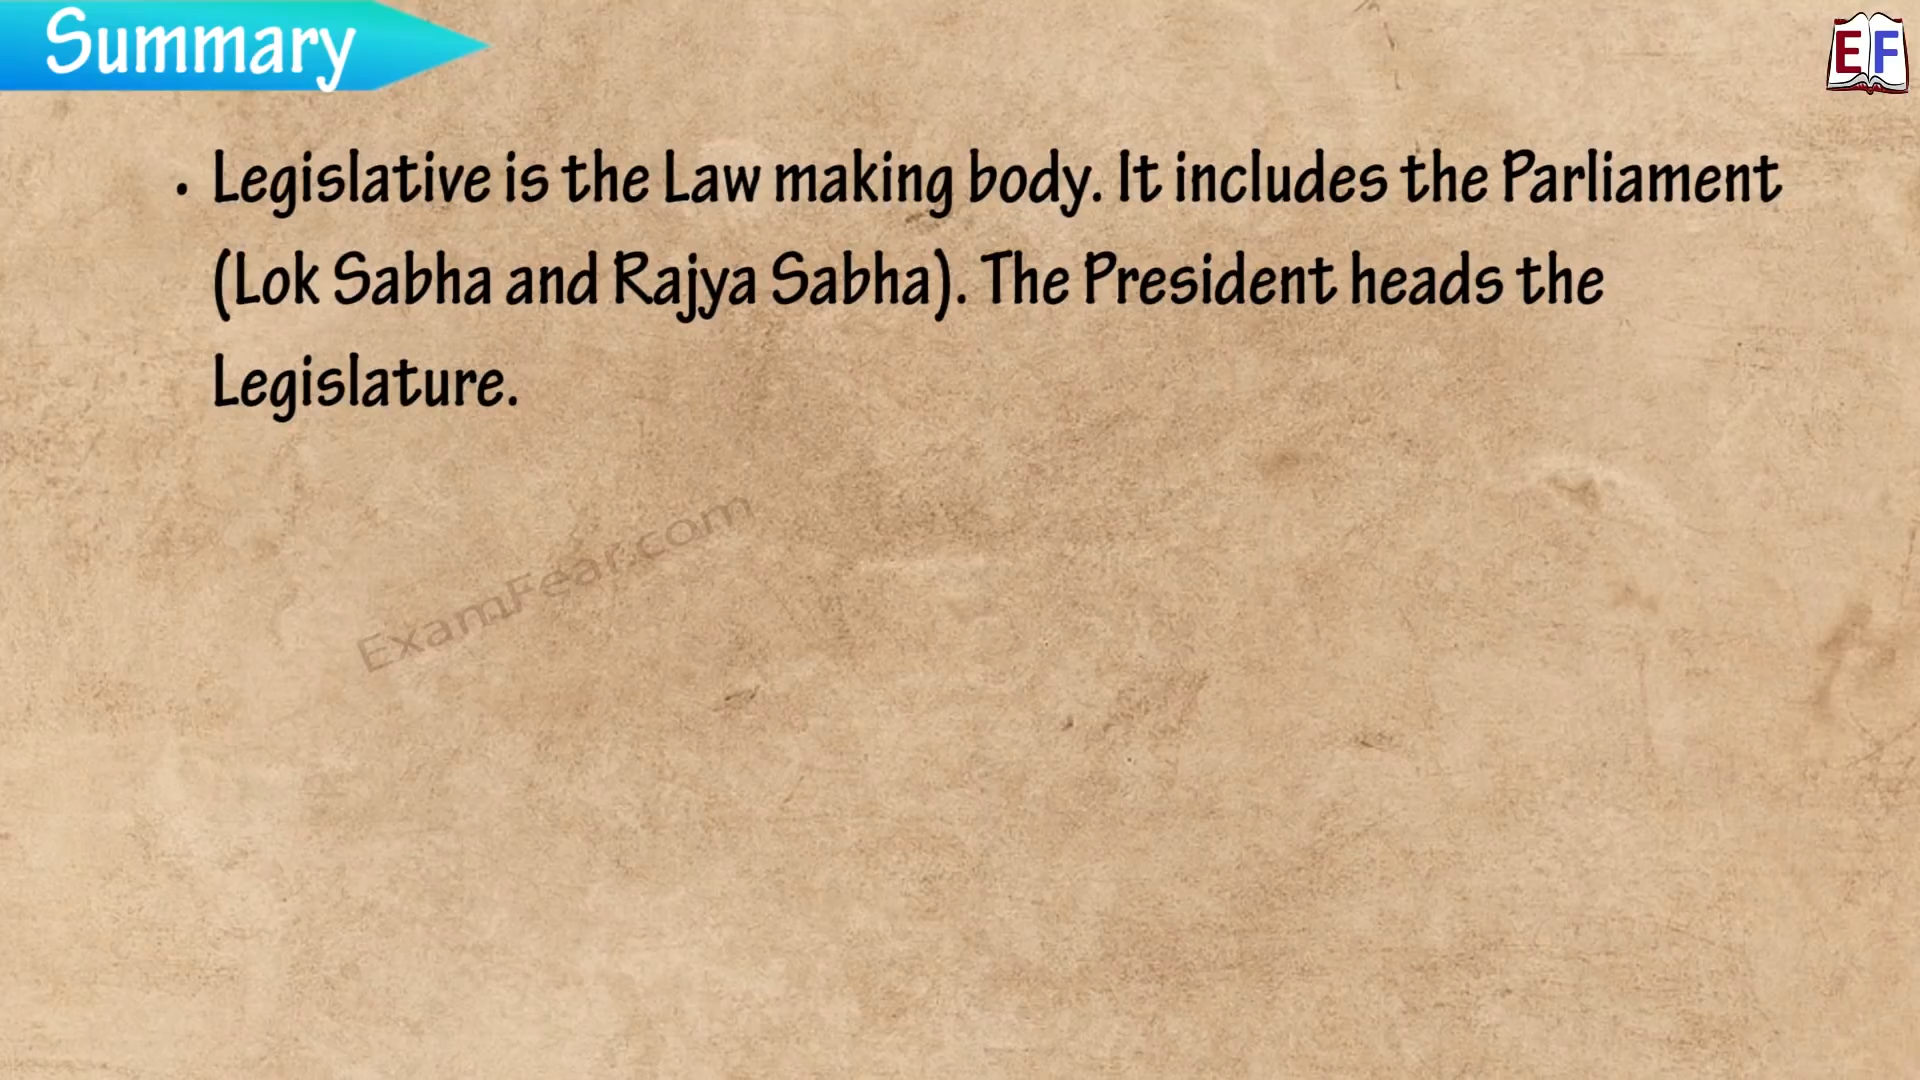 Summary
EF
• Legislative is the Law making body. It includes the Parliament
(Lok Sabha and Rajya Sabha). The President heads the
Legislature.
ExamFear.com